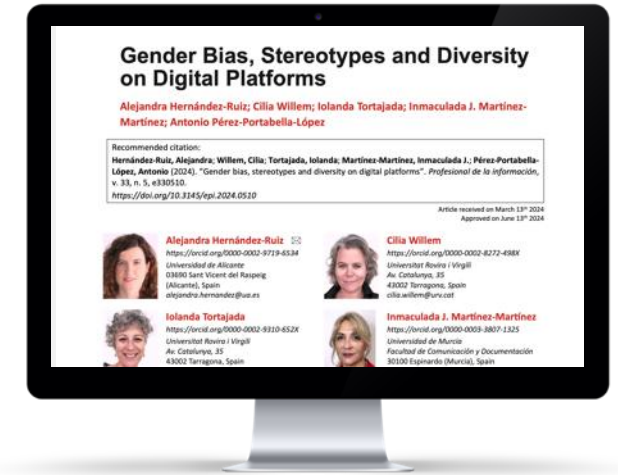 Gender Bias, Stereotypes and Diversity
on Digital Platforms
Alejandra Hernández-Ruiz; Cilia Willem; Iolanda Tortajada; Inmaculada J. Martínez-
Martínez; Antonio Pérez-Portabella-López
Recommended citation:
Hernández-Ruiz, Alejandra; Willem, Cilia; Tortajada, Iolanda; Martínez-Martínez, Inmaculada J.; Pérez-Portabella-
López, Antonio (2024). "Gender bias, stereotypes and diversity on digital platforms". Profesional de la información,
v. 33, n. 5, e330510.
https://doi.org/10.3145/epi.2024.0510
Article received on March 13th 2024
Approved on June 13th 2024
Alejandra Hernández-Ruiz
https://orcid.org/0000-0002-9719-6534
Universidad de Alicante
03690 Sant Vicent del Raspeig
(Alicante), Spain
alejandra.hernandez@ua.es
Cilia Willem
https://orcid.org/0000-0002-8272-498X
Universitat Rovira i Virgili
Av. Catalunya, 35
43002 Tarragona, Spain
cilia.willem@urv.cat
Iolanda Tortajada
https://orcid.org/0000-0002-9310-652X
Universitat Rovira i Virgili
Av. Catalunya, 35
43002 Tarragona, Spain
Inmaculada J. Martínez-Martínez
https://orcid.org/0000-0003-3807-1325
Universidad de Murcia
Facultad de Comunicación y Documentación
30100 Espinardo (Murcia), Spain